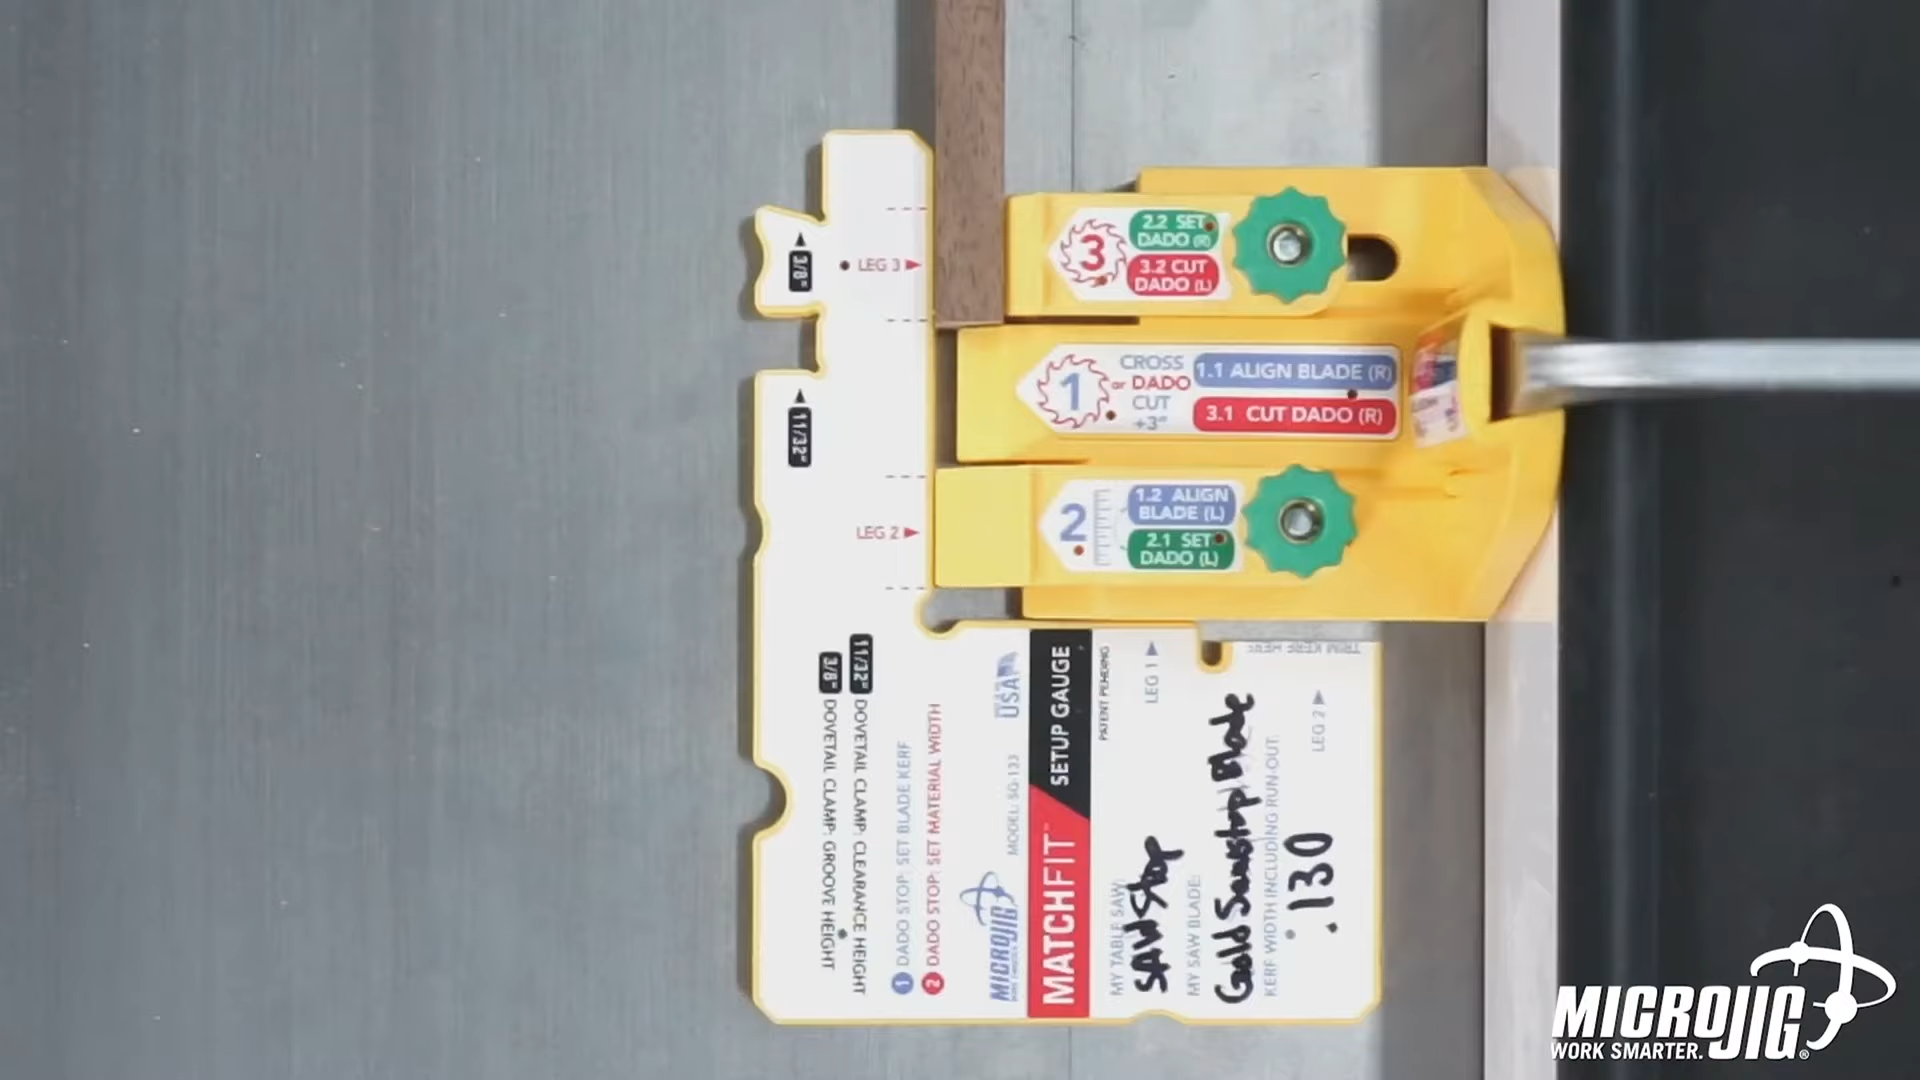 3/8"
LEG 3
11/32"
LEG 2
3
2.2 SET
DADO (R)
3.2 CUT
DADO (L)
1
CROSS
or DADO
CUT
+3"
1.1 ALIGN BLADE (R)
3.1 CUT DADO (R)
2
1.2 ALIGN
BLADE (L)
2.1 SET
DADO (L)
3/8" DOVETAIL CLAMP: GROOVE HEIGHT
11/32" DOVETAIL CLAMP: CLEARANCE HEIGHT
1 DADO STOP: SET BLADE KERF
2 DADO STOP: SET MATERIAL WIDTH
MICROJIG
MODEL: SG-133
USA
MATCHFIT SETUP GAUGE
PATENT PENDING
LEG 1
MY TABLE SAW:
SAWStop
MY SAW BLADE:
Gold Sawstop Blade
KERF WIDTH INCLUDING RUN-OUT:
.130
LEG 2
TRIM KERF HERE
MICROJIG®
WORK SMARTER.